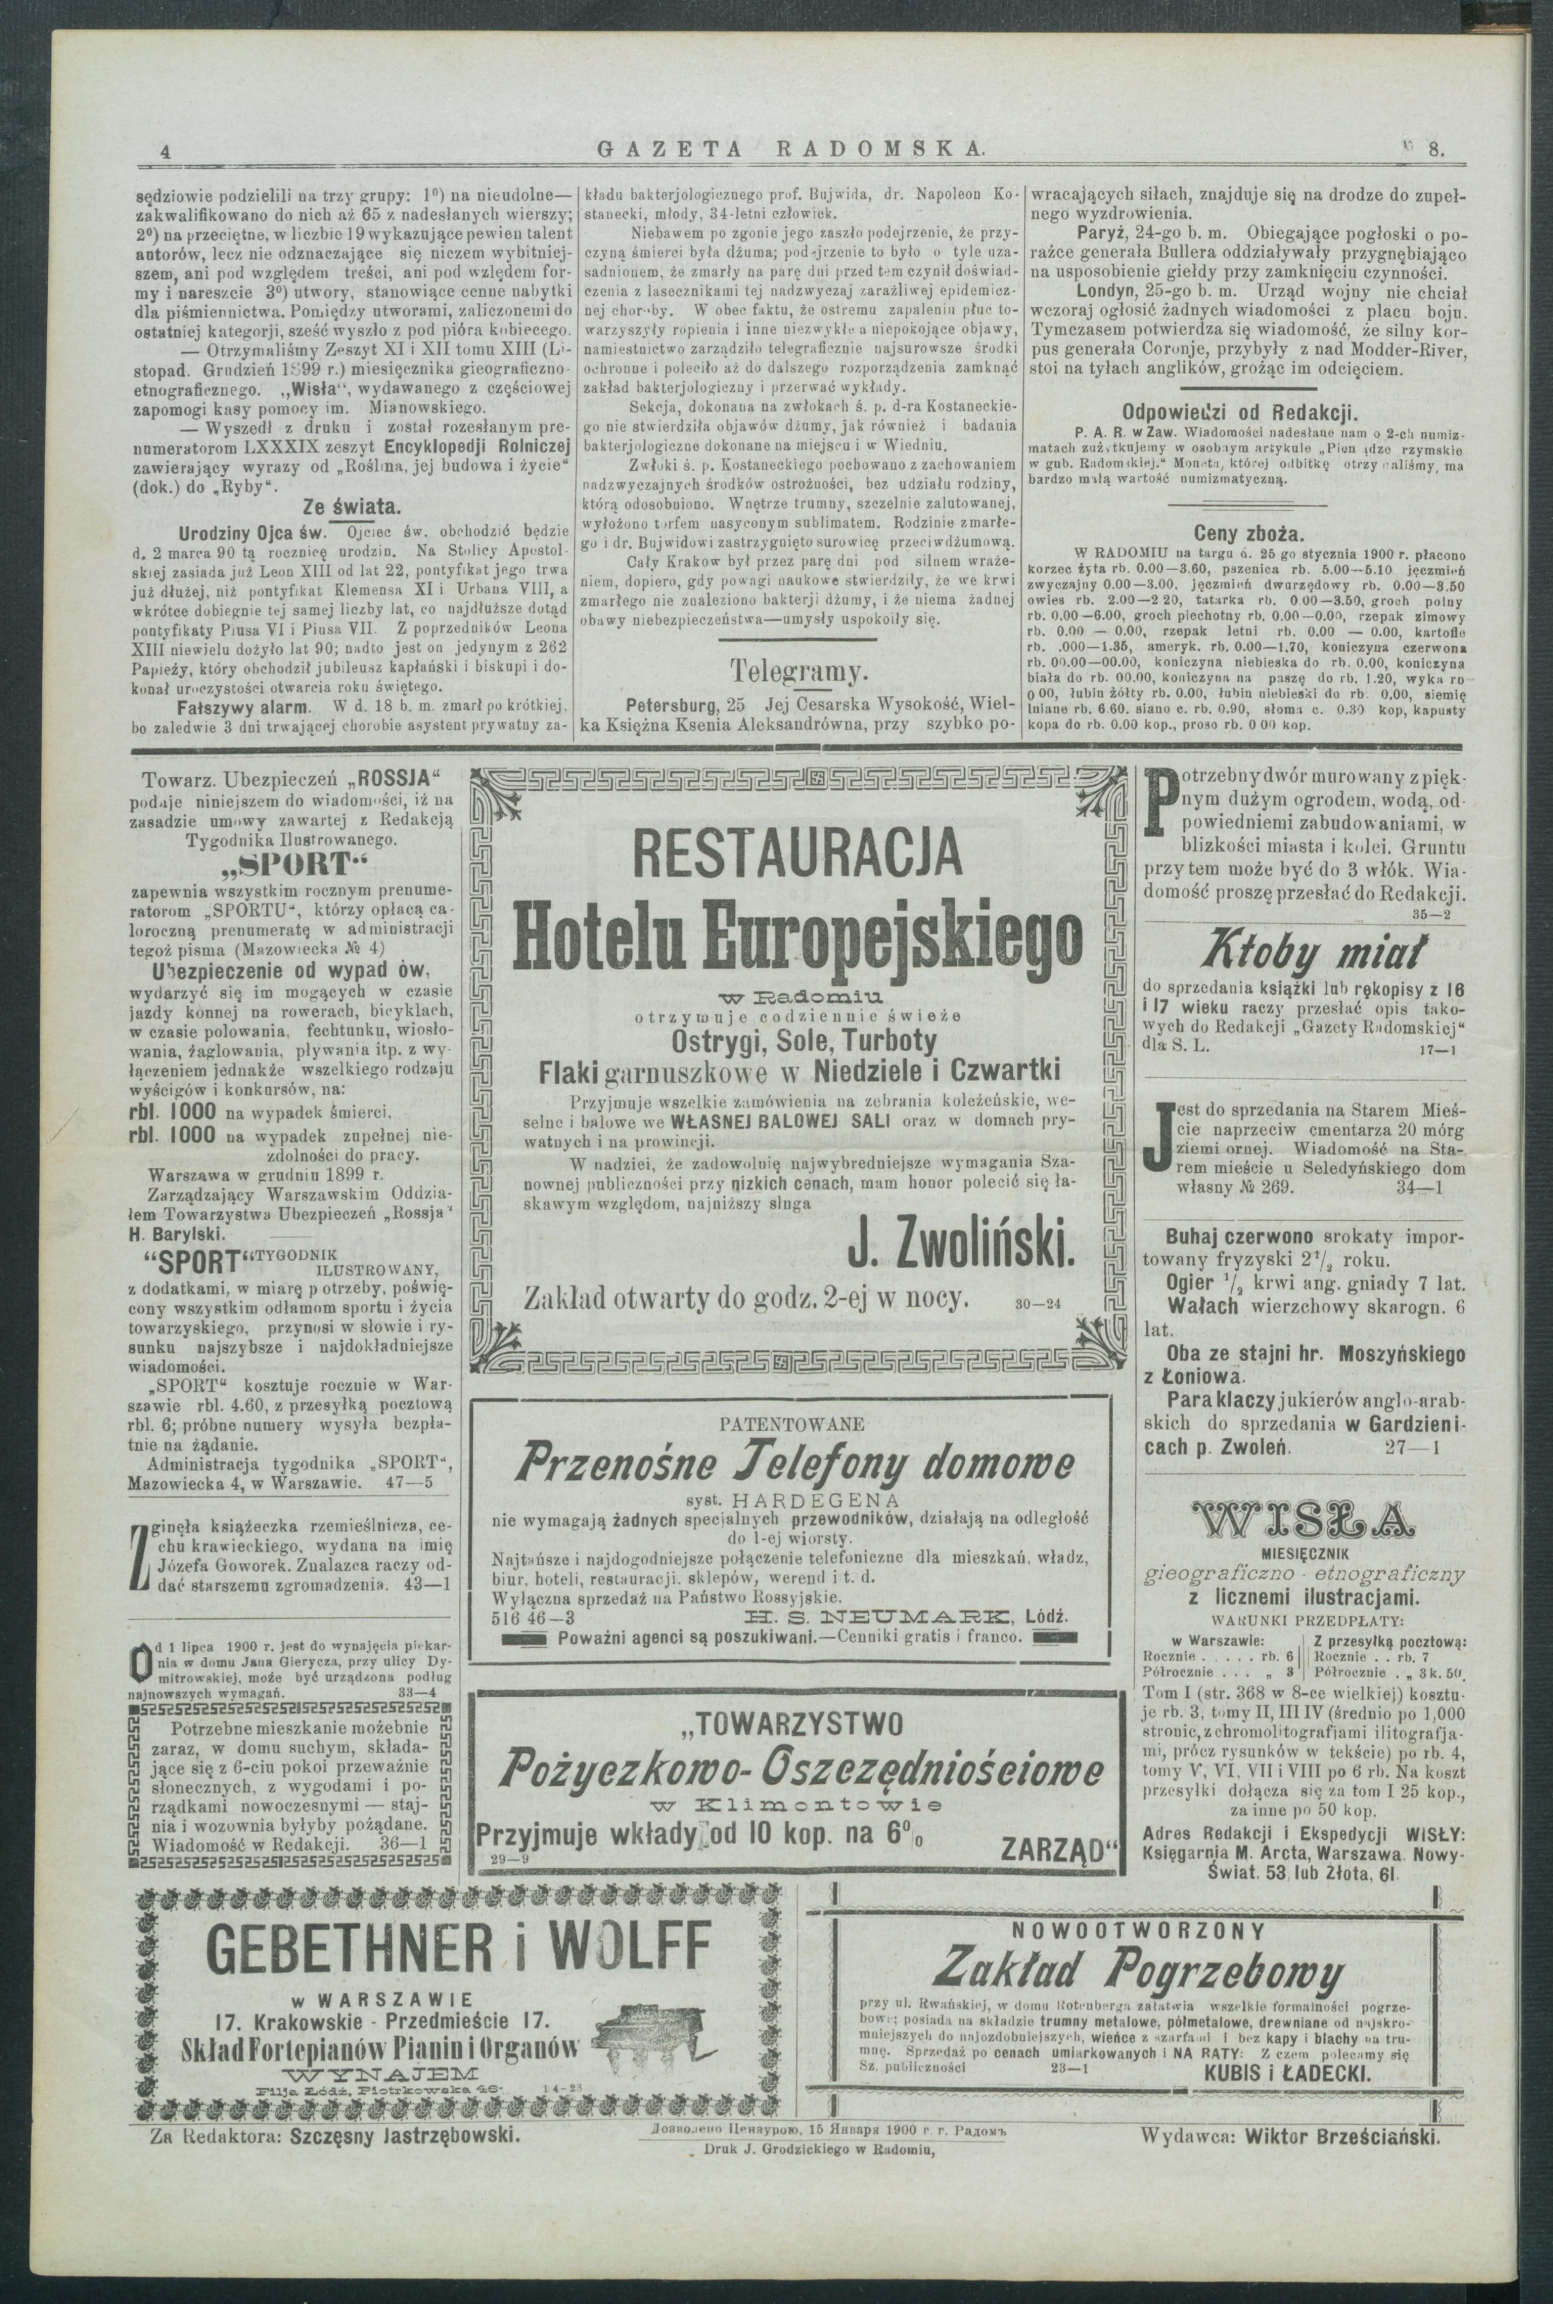 4
GAZETA RADOMSKA.
№ 8.
sędziowie podzielili na trzy grupy: 1⁰) na nieudolne—
zakwalifikowano do nich aż 65 z nadesłanych wierszy;
2⁰) na przeciętne, w liczbie 19 wykazujące pewien talent
autorów, lecz nie odznaczające się niczem wybitniej-
szem, ani pod względem treści, ani pod wzlędem for-
my i nareszcie 3⁰) utwory, stanowiące cenne nabytki
dla piśmiennictwa. Pomiędzy utworami, zaliczonemi do
ostatniej kategorji, sześć wyszło z pod pióra kobiecego.
— Otrzymaliśmy Zeszyt XI i XII tomu XIII (Li-
stopad. Grudzień 1899 r.) miesięcznika gieograficzno-
etnograficznego. „Wisła“, wydawanego z częściowej
zapomogi kasy pomocy im. Mianowskiego.
— Wyszedł z druku i został rozesłanym pre-
numeratorom LXXXIX zeszyt Encyklopedji Rolniczej
zawierający wyrazy od „Roślina, jej budowa i życie“
(dok.) do „Ryby“.
Ze świata.
Urodziny Ojca św. Ojciec św. obchodzić będzie
d. 2 marca 90 tą rocznicę urodzin. Na Stolicy Apostol-
skiej zasiada już Leon XIII od lat 22, pontyfikat jego trwa
już dłużej, niż pontyfikat Klemensa XI i Urbana VIII, a
wkrótce dobiegnie tej samej liczby lat, co najdłuższe dotąd
pontyfikaty Piusa VI i Piusa VII. Z poprzedników Leona
XIII niewielu dożyło lat 90; nadto jest on jedynym z 262
Papieży, który obchodził jubileusz kapłański i biskupi i do-
konał uroczystości otwarcia roku świętego.
Fałszywy alarm. W d. 18 b. m. zmarł po krótkiej,
bo zaledwie 3 dni trwającej chorobie asystent prywatny za-
kładu bakterjologicznego prof. Bujwida, dr. Napoleon Ko-
stanecki, młody, 34-letni człowiek.
Niebawem po zgonie jego zaszło podejrzenie, że przy-
czyną śmierci była dżuma; podejrzenie to było o tyle uza-
sadnionem, że zmarły na parę dni przed tem czynił doświad-
czenia z lasecznikami tej nadzwyczaj zaraźliwej epidemicz-
nej choroby. W obec faktu, że ostremu zapaleniu płuc to-
warzyszyły ropienia i inne niezwykłe a niepokojące objawy,
namiestnictwo zarządziło telegraficznie najsurowsze środki
ochronne i poleciło aż do dalszego rozporządzenia zamknąć
zakład bakterjologiczny i przerwać wykłady.
Sekcja, dokonana na zwłokach ś. p. d-ra Kostaneckie-
go nie stwierdziła objawów dżumy, jak również i badania
bakterjologiczne dokonane na miejscu i w Wiedniu.
Zwłoki ś. p. Kostaneckiego pochowano z zachowaniem
nadzwyczajnych środków ostrożności, bez udziału rodziny,
którą odosobniono. Wnętrze trumny, szczelnie zalutowanej,
wyłożono torfem nasyconym sublimatem. Rodzinie zmarłe-
go i dr. Bujwidowi zastrzygnięto surowicę przeciwdżumową.
Cały Krakow był przez parę dni pod silnem wraże-
niem, dopiero, gdy powagi naukowe stwierdziły, że we krwi
zmarłego nie znaleziono bakterji dżumy, i że niema żadnej
obawy niebezpieczeństwa—umysły uspokoiły się.
Telegramy.
Petersburg, 25 Jej Cesarska Wysokość, Wiel-
ka Księżna Ksenia Aleksandrówna, przy szybko po-
wracających siłach, znajduje się na drodze do zupeł-
nego wyzdrowienia.
Paryż, 24-go b. m. Obiegające pogłoski o po-
rażce generała Bullera oddziaływały przygnębiająco
na usposobienie giełdy przy zamknięciu czynności.
Londyn, 25-go b. m. Urząd wojny nie chciał
wczoraj ogłosić żadnych wiadomości z placu boju.
Tymczasem potwierdza się wiadomość, że silny kor-
pus generała Coronje, przybyły z nad Modder-River,
stoi na tyłach anglików, grożąc im odcięciem.
Odpowiedzi od Redakcji.
P. A. R. w Zaw. Wiadomości nadesłane nam o 2-ch numiz-
matach zużytkujemy w osobnym artykule „Pieniądze rzymskie
w gub. Radomskiej.“ Moneta, której odbitkę otrzymaliśmy, ma
bardzo małą wartość numizmatyczną.
Ceny zboża.
W RADOMIU na targu d. 25 go stycznia 1900 r. płacono
korzec żyta rb. 0.00—3.60, pszenica rb. 5.00—5.10 jęczmień
zwyczajny 0.00—3.00, jęczmień dwurzędowy rb. 0.00—3.50
owies rb. 2.00—2 20, tatarka rb. 0.00—3.50, groch polny
rb. 0.00—6.00, groch piechotny rb. 0.00—0.00, rzepak zimowy
rb. 0.00 — 0.00, rzepak letni rb. 0.00 — 0.00, kartofle
rb. .000—1.35, ameryk. rb. 0.00—1.70, koniczyna czerwona
rb. 00.00—00.00, koniczyna niebieska do rb. 0.00, koniczyna
biała do rb. 00.00, koniczyna na paszę do rb. 1.20, wyka ro
0 00, łubin żółty rb. 0.00, łubin niebieski do rb. 0.00, siemię
lniane rb. 6.60. siano c. rb. 0.90, słoma c. 0.30 kop, kapusty
kopa do rb. 0.00 kop., proso rb. 0 00 kop.
Towarz. Ubezpieczeń „ROSSJA“
podaje niniejszem do wiadomości, iż na
zasadzie umowy zawartej z Redakcją
Tygodnika Ilustrowanego.
„SPORT“
zapewnia wszystkim rocznym prenume-
ratorom „SPORTU“, którzy opłacą ca-
loroczną prenumeratę w administracji
tegoż pisma (Mazowiecka № 4)
Ubezpieczenie od wypad ów,
wydarzyć się im mogących w czasie
jazdy konnej na rowerach, bicyklach,
w czasie polowania, fechtunku, wiosło-
wania, żaglowania, pływania itp. z wy-
łączeniem jednakże wszelkiego rodzaju
wyścigów i konkursów, na:
rbl. 1000 na wypadek śmierci,
rbl. 1000 na wypadek zupełnej nie-
zdolności do pracy.
Warszawa w grudniu 1899 r.
Zarządzający Warszawskim Oddzia-
łem Towarzystwa Ubezpieczeń „Rossja“
H. Barylski.
“SPORT“ TYGODNIK
ILUSTROWANY,
z dodatkami, w miarę p otrzeby, poświę-
cony wszystkim odłamom sportu i życia
towarzyskiego, przynosi w słowie i ry-
sunku najszybsze i najdokładniejsze
wiadomości.
„SPORT“ kosztuje rocznie w War-
szawie rbl. 4.60, z przesyłką pocztową
rbl. 6; próbne numery wysyła bezpła-
tnie na żądanie.
Administracja tygodnika „SPORT“,
Mazowiecka 4, w Warszawie. 47—5
Zginęła książeczka rzemieślnicza, ce-
chu krawieckiego, wydana na imię
Józefa Goworek. Znalazca raczy od-
dać starszemu zgromadzenia. 43—1
Od 1 lipca 1900 r. jest do wynajęcia piekar-
nia w domu Jana Gierycza, przy ulicy Dy-
mitrowskiej, może być urządzona podług
najnowszych wymagań. 33—4
Potrzebne mieszkanie możebnie
zaraz, w domu suchym, składa-
jące się z 6-ciu pokoi przeważnie
słonecznych, z wygodami i po-
rządkami nowoczesnymi — staj-
nia i wozownia byłyby pożądane.
Wiadomość w Redakcji. 36—1
RESTAURACJA
Hotelu Europejskiego
w Radomiu
otrzymuje codziennie świeże
Ostrygi, Sole, Turboty
Flaki garnuszkowe w Niedziele i Czwartki
Przyjmuje wszelkie zamówienia na zebrania koleżeńskie, we-
selne i balowe we WŁASNEJ BALOWEJ SALI oraz w domach pry-
watnych i na prowincji.
W nadziei, że zadowolnię najwybredniejsze wymagania Sza-
nownej publiczności przy nizkich cenach, mam honor polecić się ła-
skawym względom, najniższy sługa
J. Zwoliński.
Zakład otwarty do godz. 2-ej w nocy. 30—24
PATENTOWANE
Przenośne Telefony domowe
syst. HARDEGENA
nie wymagają żadnych specjalnych przewodników, działają na odległość
do 1-ej wiorsty.
Najtańsze i najdogodniejsze połączenie telefoniczne dla mieszkań, władz,
biur, hoteli, restauracji, sklepów, werend i t. d.
Wyłączna sprzedaż na Państwo Rossyjskie.
516 46—3 H. S. NEUMARK, Łódź.
Poważni agenci są poszukiwani.—Cenniki gratis i franco.
„TOWARZYSTWO
Pożyczkowo-Oszczędnościowe
w Klimontowie
Przyjmuje wkłady od 10 kop. na 6%
29—9
ZARZĄD“
Potrzebny dwór murowany z pięk-
nym dużym ogrodem, wodą, od-
powiedniemi zabudowaniami, w
blizkości miasta i kolei. Gruntu
przytem może być do 3 włók. Wia-
domość proszę przesłać do Redakcji.
35—2
Ktoby miał
do sprzedania książki lub rękopisy z 16
i 17 wieku raczy przesłać opis tako-
wych do Redakcji „Gazety Radomskiej“
dla S. L. 17—1
Jest do sprzedania na Starem Mieś-
cie naprzeciw cmentarza 20 mórg
ziemi ornej. Wiadomość na Sta-
rem mieście u Seledyńskiego dom
własny № 269. 34—1
Buhaj czerwono srokaty impor-
towany fryzyski 2½ roku.
Ogier ½ krwi ang. gniady 7 lat.
Wałach wierzchowy skarogn. 6
lat.
Oba ze stajni hr. Moszyńskiego
z Łoniowa.
Para klaczy jukierów anglo-arab-
skich do sprzedania w Gardzieni-
cach p. Zwoleń. 27—1
WISŁA
MIESIĘCZNIK
gieograficzno - etnograficzny
z licznemi ilustracjami.
WARUNKI PRZEDPŁATY:
w Warszawie: Z przesyłką pocztową:
Rocznie . . . . . rb. 6 Rocznie . . rb. 7
Półrocznie . . . „ 3 Półrocznie . „ 3 k. 50,
Tom I (str. 368 w 8-ce wielkiej) kosztu-
je rb. 3, tomy II, III IV (średnio po 1,000
stronic, z chromolitografjami i litografja-
mi, prócz rysunków w tekście) po rb. 4,
tomy V, VI, VII i VIII po 6 rb. Na koszt
przesyłki dołącza się za tom I 25 kop.,
za inne po 50 kop.
Adres Redakcji i Ekspedycji WISŁY:
Księgarnia M. Arcta, Warszawa. Nowy-
Świat. 53, lub Złota, 61.
GEBETHNER i WOLFF
w WARSZAWIE
17. Krakowskie - Przedmieście 17.
Skład Fortepianów Pianin i Organów
WYNAJEM
Filja Łódź, Piotrkowska 46. 14-23
NOWOOTWORZONY
Zakład Pogrzebowy
przy ul. Rwańskiej, w domu Rotenberga załatwia wszelkie formalności pogrze-
bowe; posiada na składzie trumny metalowe, półmetalowe, drewniane od najskro-
mniejszych do najozdobniejszych, wieńce z szarfami i bez kapy i blachy na tru-
mnę. Sprzedaż po cenach umiarkowanych i NA RATY: Z czem polecamy się
Sz. publiczności 23—1 KUBIS i ŁADECKI.
Za Redaktora: Szczęsny Jastrzębowski.
Дозволено Цензурою, 15 Января 1900 г. г. Радомъ
Druk J. Grodzickiego w Radomiu,
Wydawca: Wiktor Brześciański.